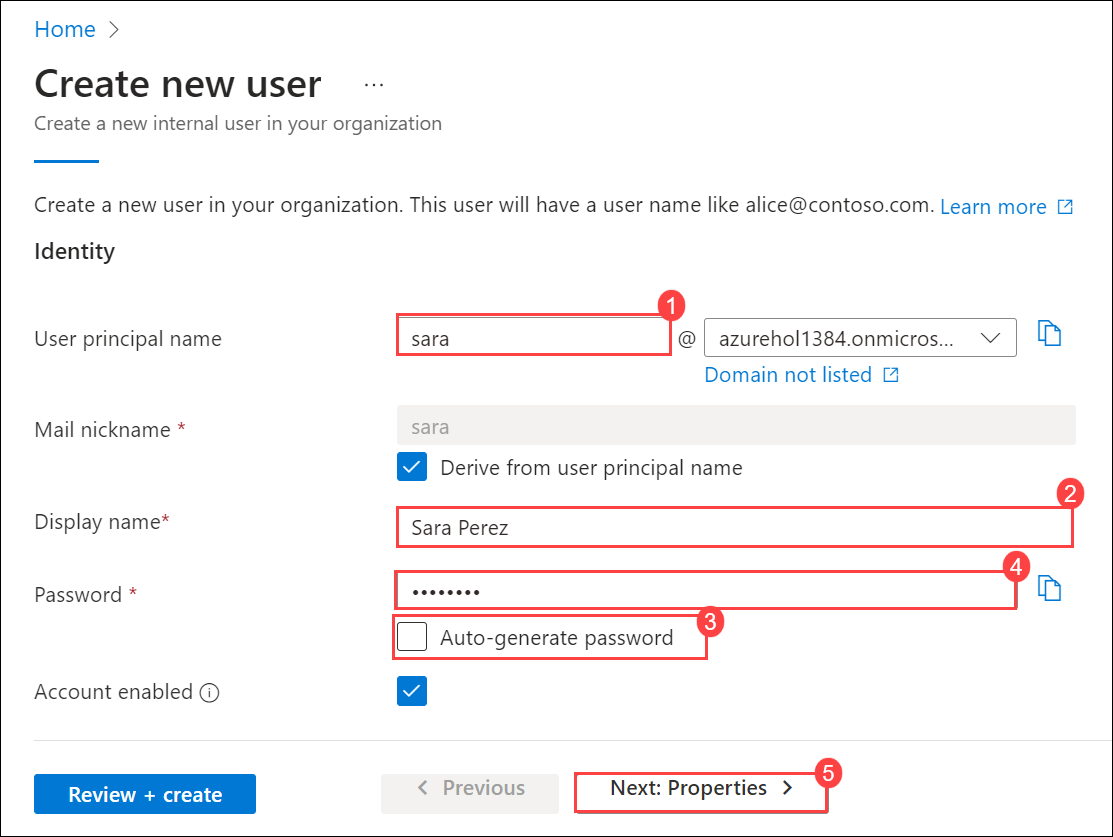 Home >
Create new user ...
Create a new internal user in your organization
Create a new user in your organization. This user will have a user name like alice@contoso.com. Learn more
Identity
1
User principal name sara @ azurehol1384.onmicros...
Domain not listed
Mail nickname * sara
Derive from user principal name
2
Display name* Sara Perez
4
Password * ••••••••
3
Auto-generate password
Account enabled
5
Review + create < Previous Next: Properties >